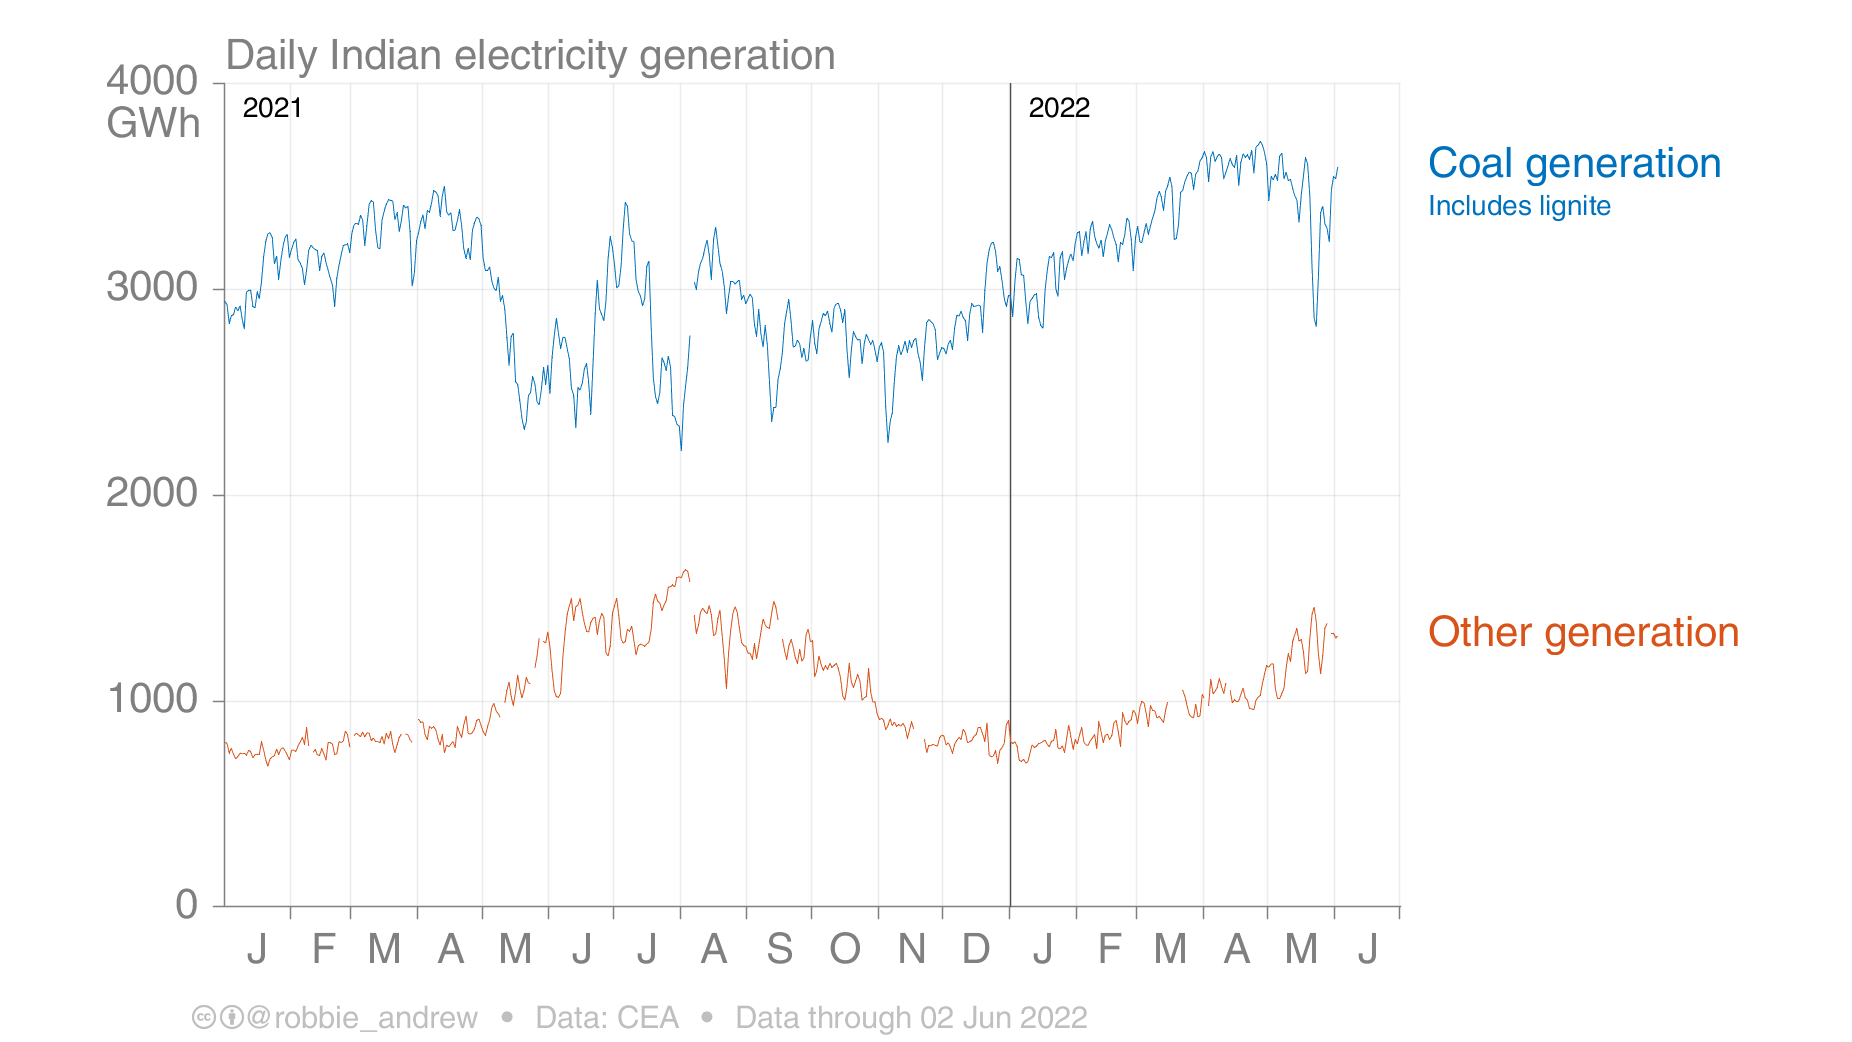 Daily Indian electricity generation
4000
GWh
2021
2022
3000
2000
1000
0
Coal generation
Includes lignite
Other generation
J F M A M J J A S O N D J F M A M J
@robbie_andrew • Data: CEA • Data through 02 Jun 2022